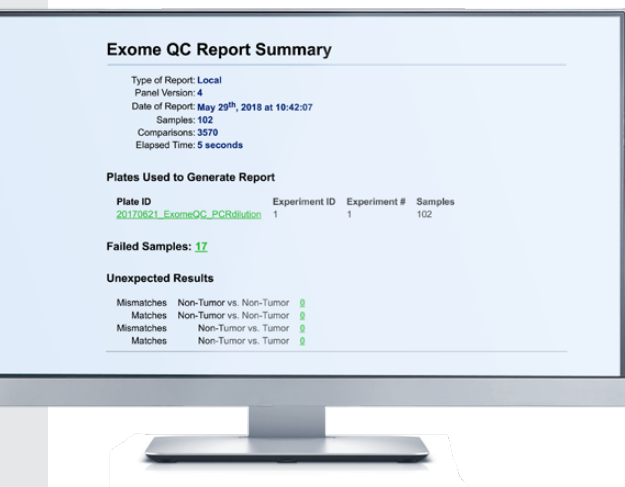 Exome QC Report Summary
Type of Report: Local
Panel Version: 4
Date of Report: May 29th, 2018 at 10:42:07
Samples: 102
Comparisons: 3570
Elapsed Time: 5 seconds
Plates Used to Generate Report
Plate ID Experiment ID Experiment # Samples
20170621_ExomeQC_PCRdilution 1 1 102
Failed Samples: 17
Unexpected Results
Mismatches Non-Tumor vs. Non-Tumor 0
Matches Non-Tumor vs. Non-Tumor 0
Mismatches Non-Tumor vs. Tumor 0
Matches Non-Tumor vs. Tumor 0